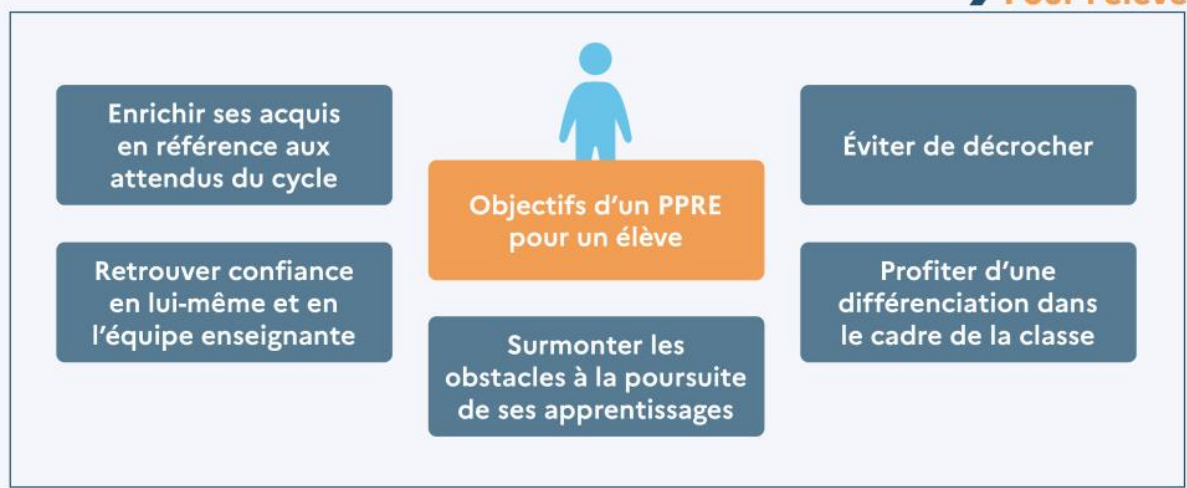 Pour l'élève
Enrichir ses acquis
en référence aux
attendus du cycle
Objectifs d'un PPRE
pour un élève
Éviter de décrocher
Retrouver confiance
en lui-même et en
l'équipe enseignante
Surmonter les
obstacles à la poursuite
de ses apprentissages
Profiter d'une
différenciation dans
le cadre de la classe